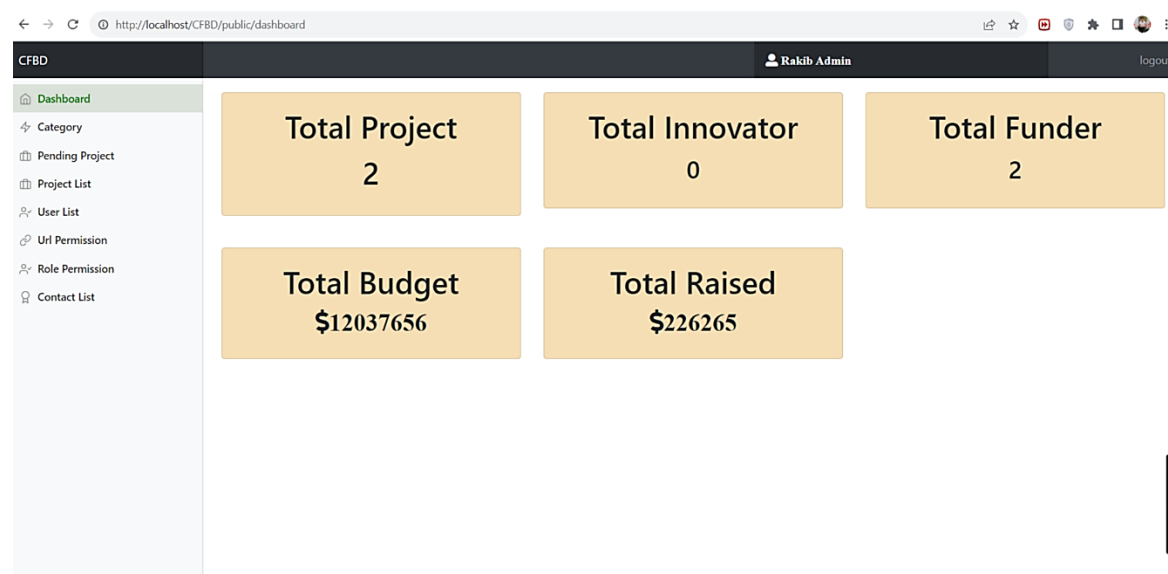 http://localhost/CFBD/public/dashboard
CFBD
Rakib Admin
logou
Dashboard
Category
Pending Project
Project List
User List
Url Permission
Role Permission
Contact List
Total Project
2
Total Innovator
0
Total Funder
2
Total Budget
$12037656
Total Raised
$226265